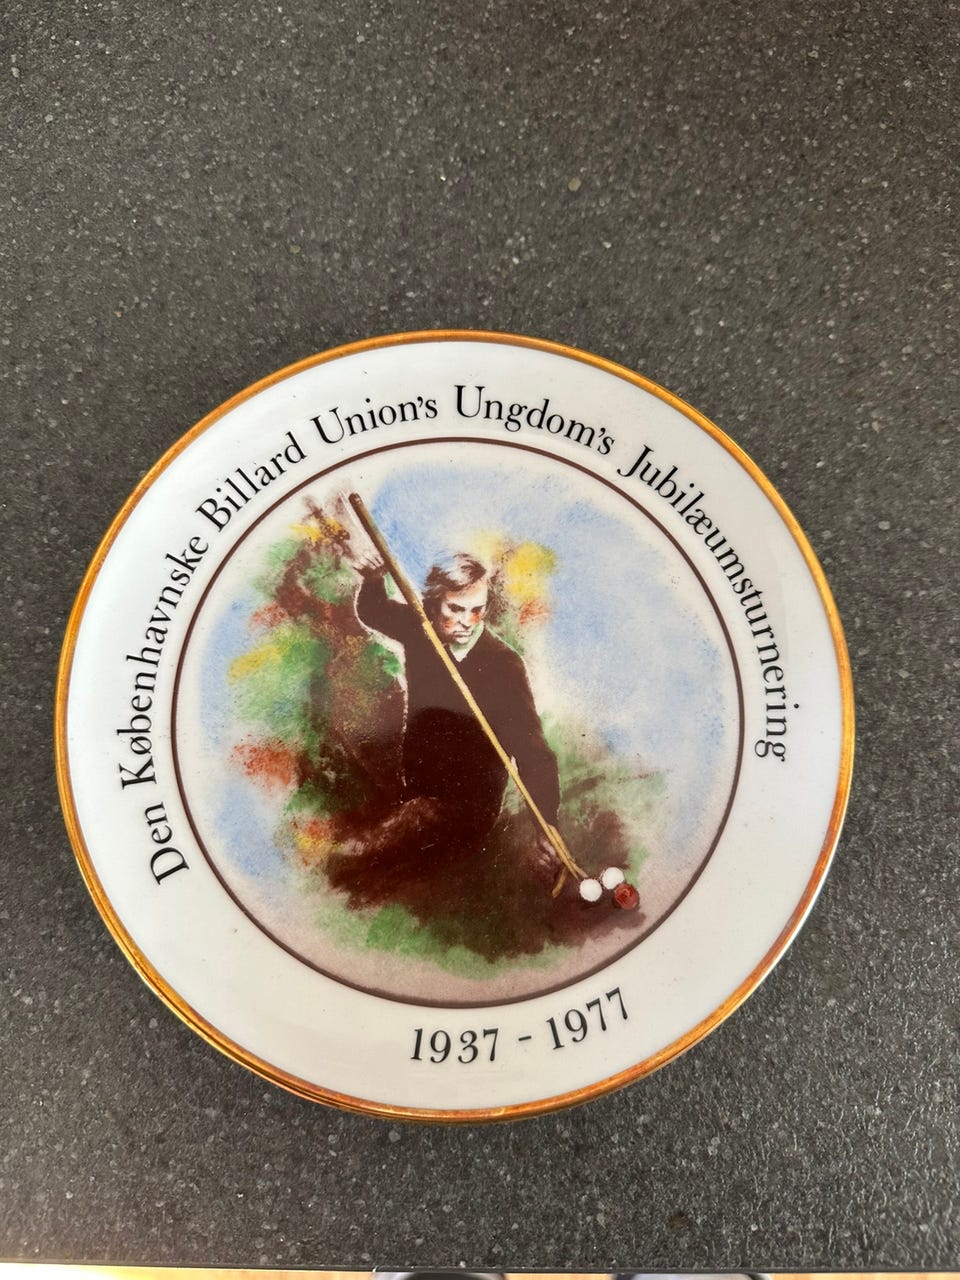 Den Københavnske Billard Union's Ungdom's Jubilæumsturnering
1937 - 1977